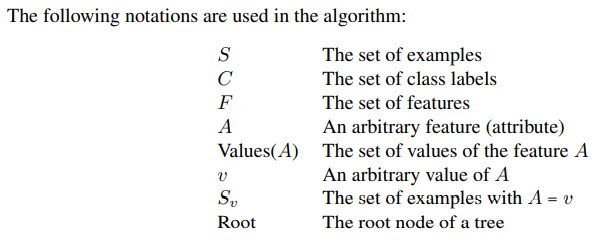 The following notations are used in the algorithm:
S The set of examples
C The set of class labels
F The set of features
A An arbitrary feature (attribute)
Values(A) The set of values of the feature A
v An arbitrary value of A
Sᵥ The set of examples with A = v
Root The root node of a tree